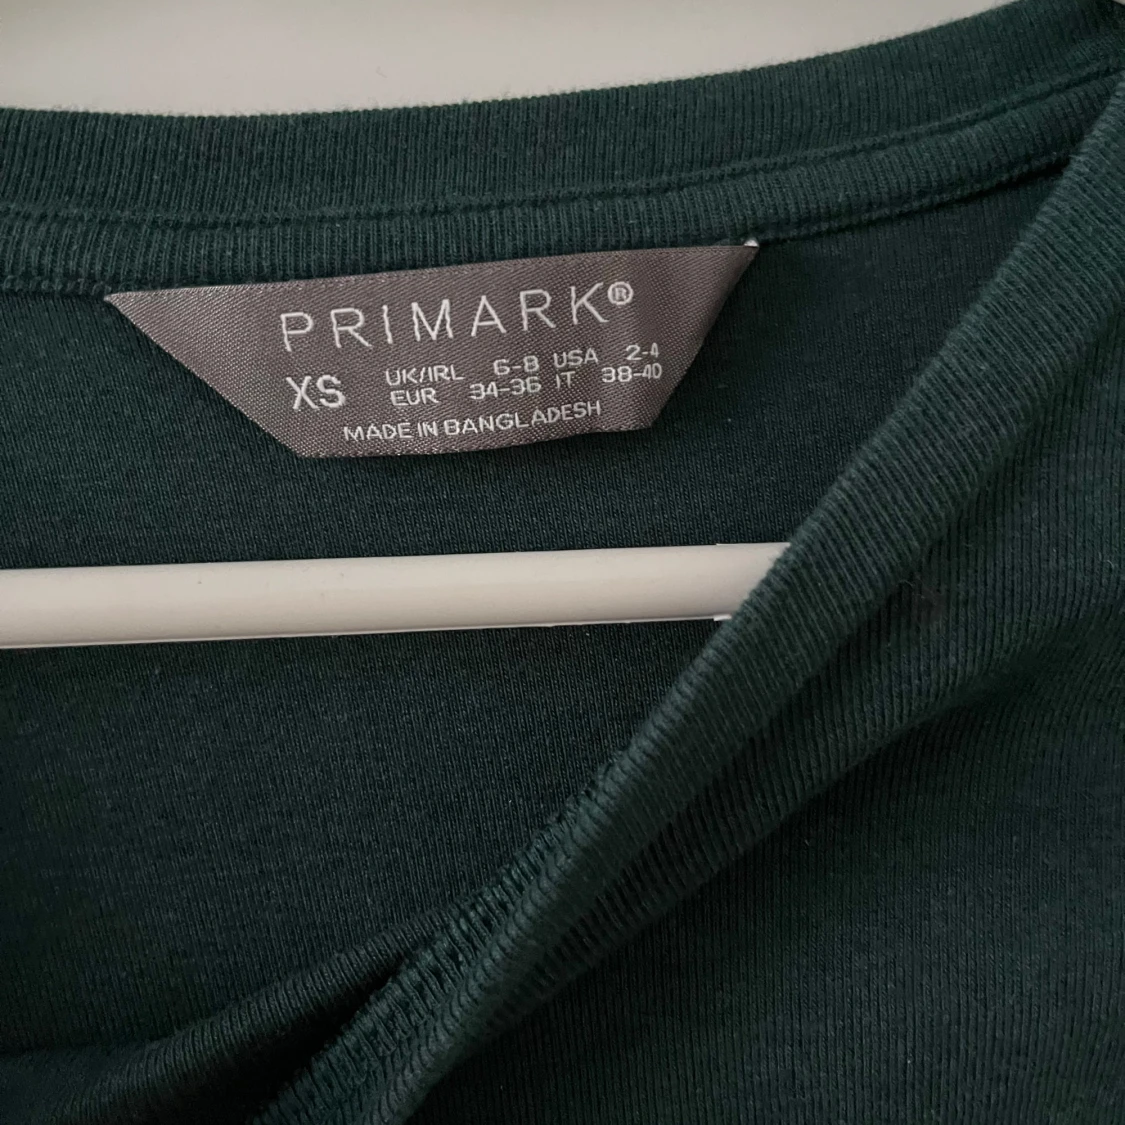 PRIMARK®
XS UK/IRL 6-8 USA 2-4
EUR 34-36 IT 38-40
MADE IN BANGLADESH